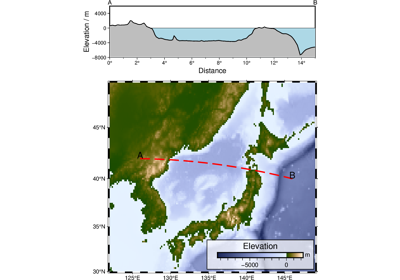 A B
4000
0
−4000
Elevation / m
0° 2° 4° 6° 8° 10° 12° 14°
Distance
45°N
40°N
35°N
30°N
A
B
Elevation
m
−5000 0
125°E 130°E 135°E 140°E 145°E